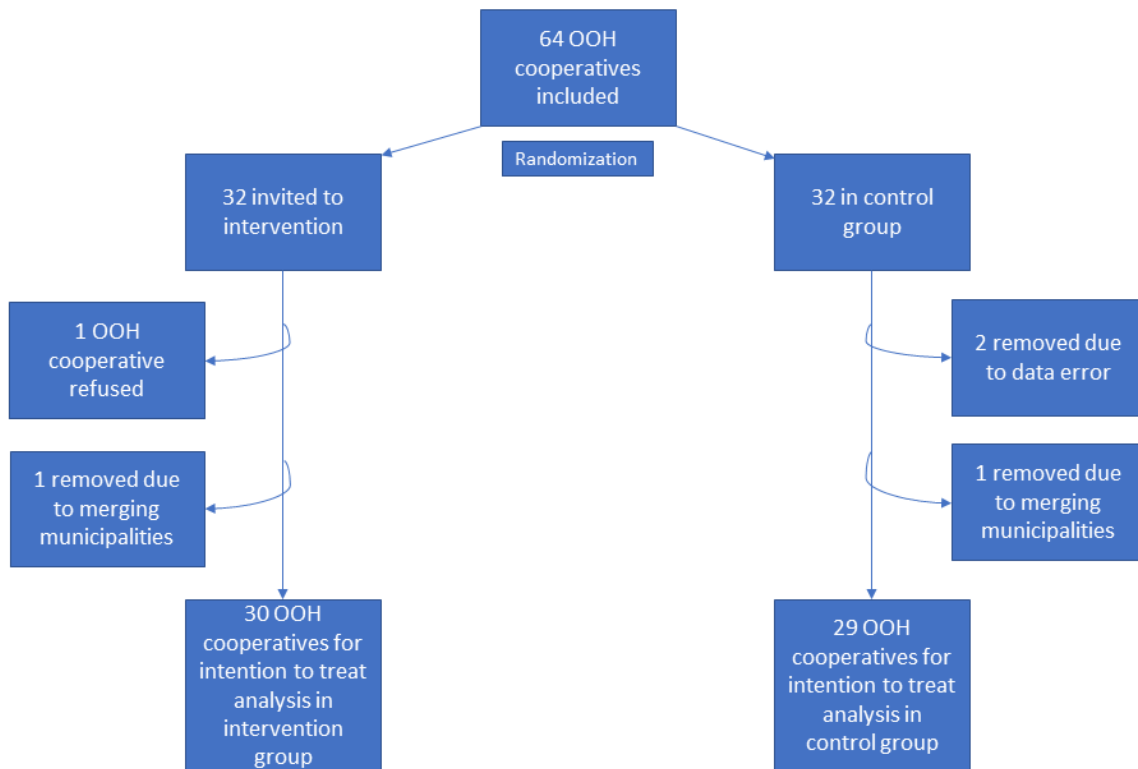 64 OOH
cooperatives
included
Randomization
32 invited to
intervention
32 in control
group
1 OOH
cooperative
refused
2 removed due
to data error
1 removed due
to merging
municipalities
1 removed due
to merging
municipalities
30 OOH
cooperatives for
intention to treat
analysis in
intervention
group
29 OOH
cooperatives for
intention to treat
analysis in
control group